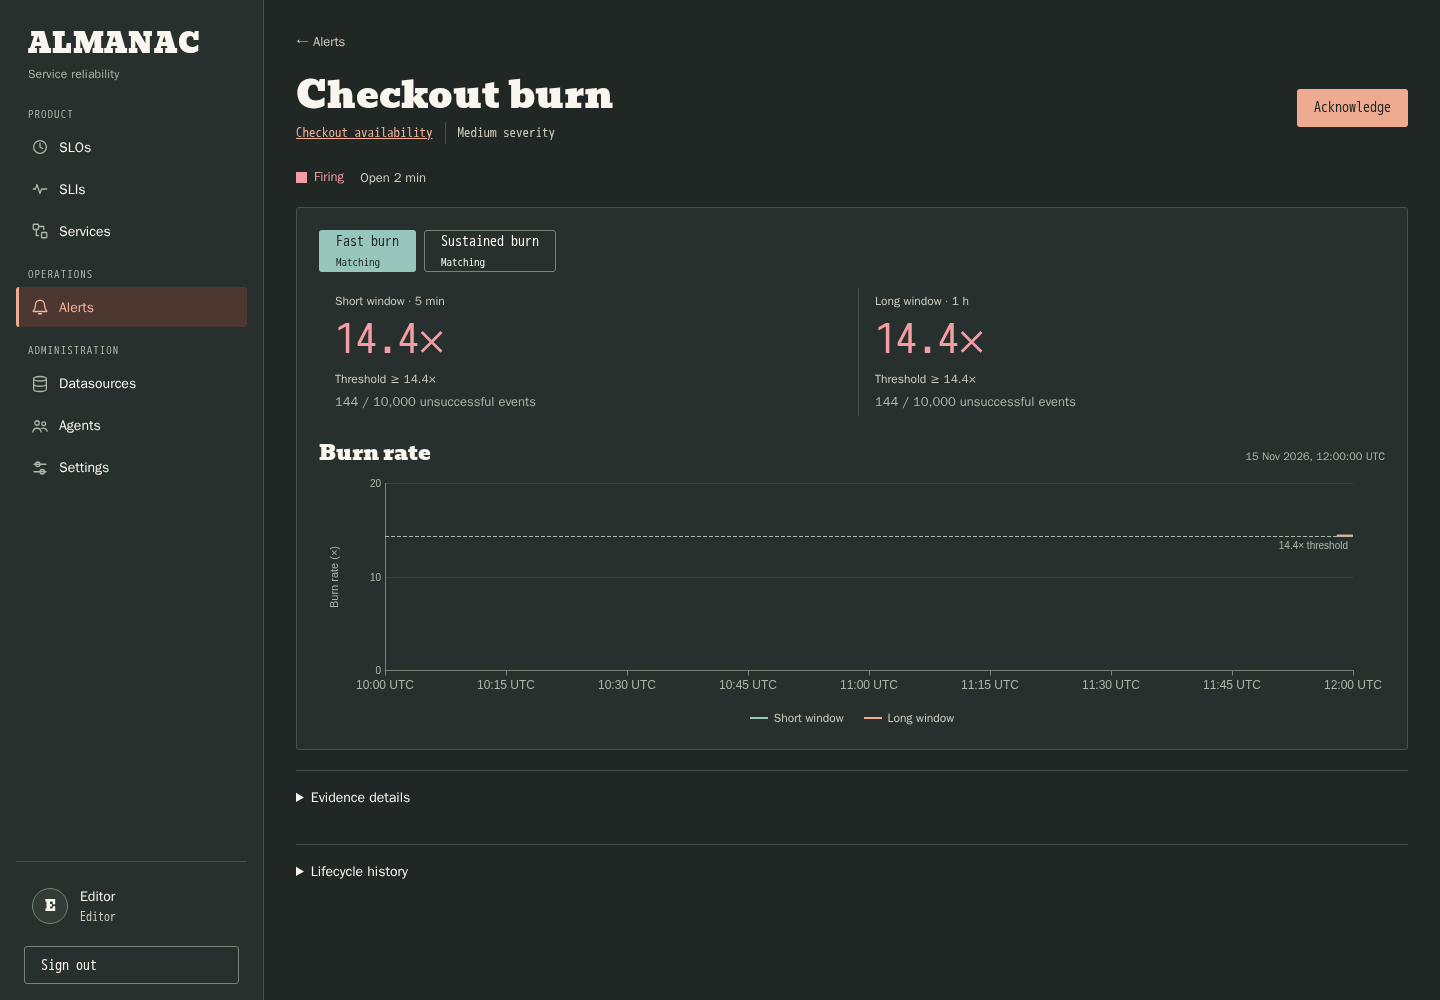 ALMANAC
Service reliability
PRODUCT
SLOs
SLIs
Services
OPERATIONS
Alerts
ADMINISTRATION
Datasources
Agents
Settings
E
Editor
Editor
Sign out
← Alerts
Checkout burn
Checkout availability
Medium severity
Acknowledge
Firing
Open 2 min
Fast burn
Matching
Sustained burn
Matching
Short window · 5 min
14.4×
Threshold ≥ 14.4×
144 / 10,000 unsuccessful events
Long window · 1 h
14.4×
Threshold ≥ 14.4×
144 / 10,000 unsuccessful events
Burn rate
15 Nov 2026, 12:00:00 UTC
Burn rate (×)
20
10
0
14.4× threshold
10:00 UTC
10:15 UTC
10:30 UTC
10:45 UTC
11:00 UTC
11:15 UTC
11:30 UTC
11:45 UTC
12:00 UTC
Short window
Long window
Evidence details
Lifecycle history